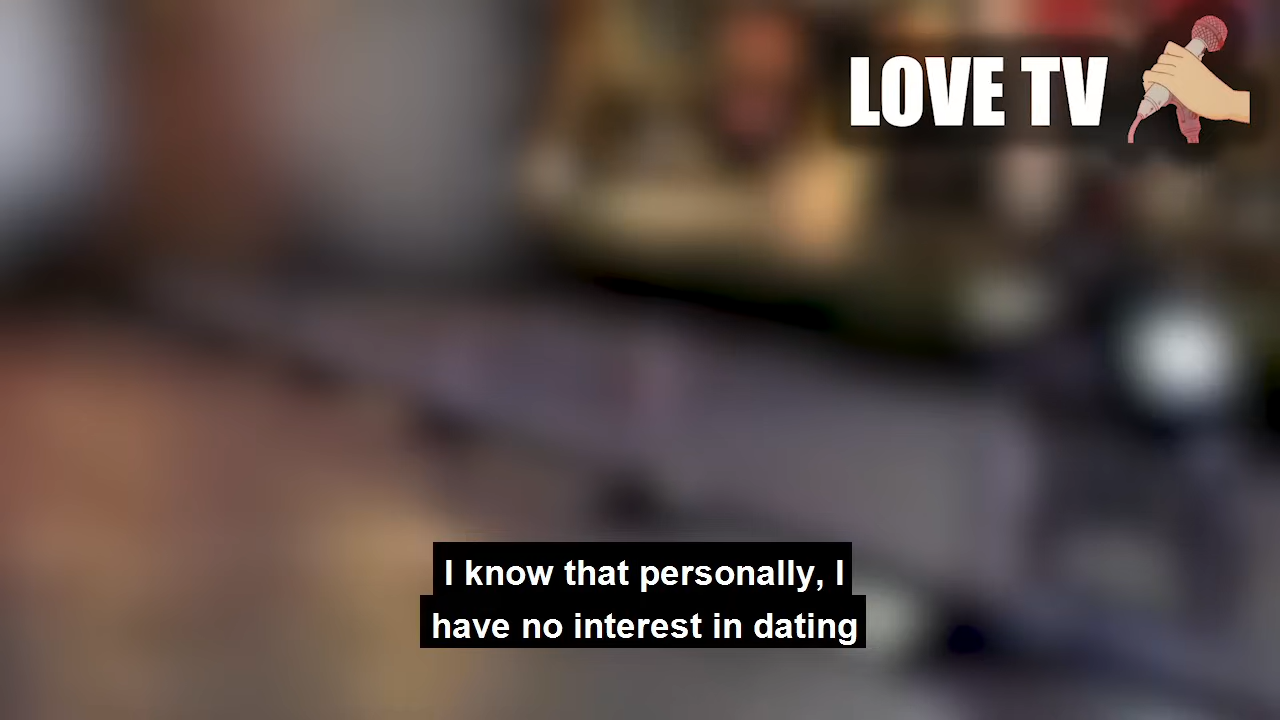 LOVE TV
I know that personally, I
have no interest in dating